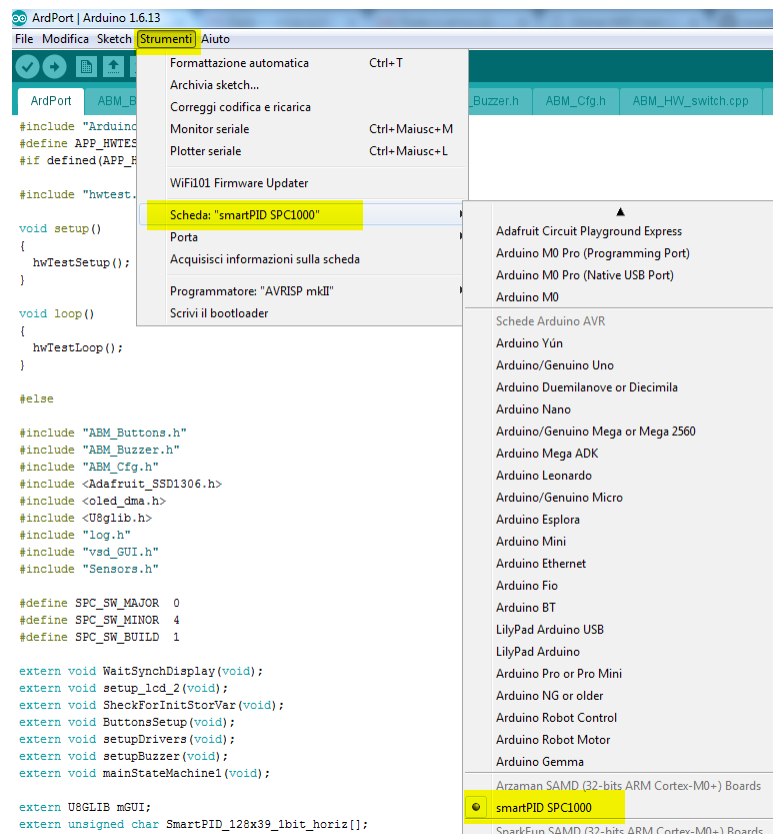 ArdPort | Arduino 1.6.13
File Modifica Sketch Strumenti Aiuto
ArdPort
ABM_B
_Buzzer.h
ABM_Cfg.h
ABM_HW_switch.cpp
Formattazione automatica Ctrl+T
Archivia sketch...
Correggi codifica e ricarica
Monitor seriale Ctrl+Maiusc+M
Plotter seriale Ctrl+Maiusc+L
WiFi101 Firmware Updater
Scheda: "smartPID SPC1000"
Porta
Acquisisci informazioni sulla scheda
Programmatore: "AVRISP mkII"
Scrivi il bootloader
#include "Arduino
#define APP_HWTES
#if defined(APP_H
#include "hwtest.
void setup()
{
hwTestSetup();
}
void loop()
{
hwTestLoop();
}
#else
#include "ABM_Buttons.h"
#include "ABM_Buzzer.h"
#include "ABM_Cfg.h"
#include <Adafruit_SSD1306.h>
#include <oled_dma.h>
#include <U8glib.h>
#include "log.h"
#include "vsd_GUI.h"
#include "Sensors.h"
#define SPC_SW_MAJOR 0
#define SPC_SW_MINOR 4
#define SPC_SW_BUILD 1
extern void WaitSynchDisplay(void);
extern void setup_lcd_2(void);
extern void SheckForInitStorVar(void);
extern void ButtonsSetup(void);
extern void setupDrivers(void);
extern void setupBuzzer(void);
extern void mainStateMachine1(void);
extern U8GLIB mGUI;
extern unsigned char SmartPID_128x39_1bit_horiz[];
Adafruit Circuit Playground Express
Arduino M0 Pro (Programming Port)
Arduino M0 Pro (Native USB Port)
Arduino M0
Schede Arduino AVR
Arduino Yún
Arduino/Genuino Uno
Arduino Duemilanove or Diecimila
Arduino Nano
Arduino/Genuino Mega or Mega 2560
Arduino Mega ADK
Arduino Leonardo
Arduino/Genuino Micro
Arduino Esplora
Arduino Mini
Arduino Ethernet
Arduino Fio
Arduino BT
LilyPad Arduino USB
LilyPad Arduino
Arduino Pro or Pro Mini
Arduino NG or older
Arduino Robot Control
Arduino Robot Motor
Arduino Gemma
Arzaman SAMD (32-bits ARM Cortex-M0+) Boards
smartPID SPC1000
SparkFun SAMD (32-bits ARM Cortex-M0+) Boards